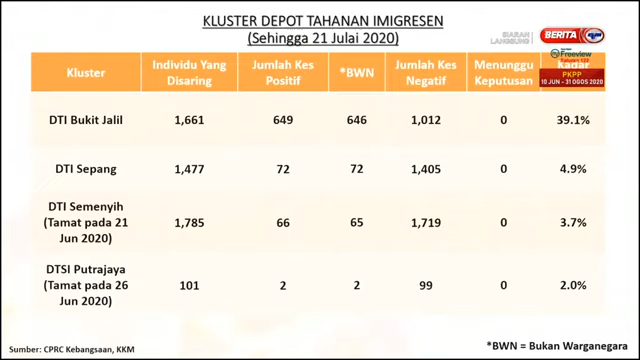 KLUSTER DEPOT TAHANAN IMIGRESEN
(Sehingga 21 Julai 2020)
SIARAN
LANGSUNG
BERITA
Freeview
Saluran 123
PKPP
10 JUN – 31 OGOS 2020
Kluster
Individu Yang
Disaring
Jumlah Kes
Positif
*BWN
Jumlah Kes
Negatif
Menunggu
Keputusan
Kadar
DTI Bukit Jalil 1,661 649 646 1,012 0 39.1%
DTI Sepang 1,477 72 72 1,405 0 4.9%
DTI Semenyih
(Tamat pada 21
Jun 2020)
1,785 66 65 1,719 0 3.7%
DTSI Putrajaya
(Tamat pada 26
Jun 2020)
101 2 2 99 0 2.0%
Sumber: CPRC Kebangsaan, KKM
*BWN = Bukan Warganegara